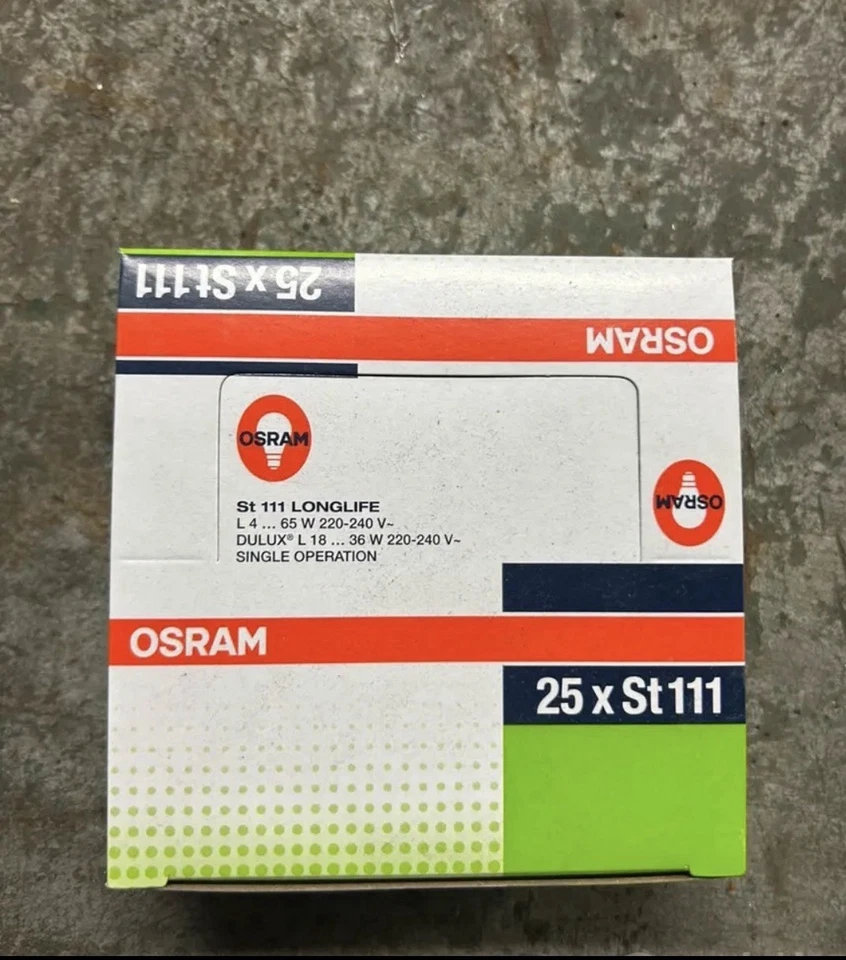 25 x St 111
OSRAM
OSRAM
St 111 LONGLIFE
L 4 ... 65 W 220-240 V~
DULUX® L 18 ... 36 W 220-240 V~
SINGLE OPERATION
OSRAM
OSRAM
25 x St 111